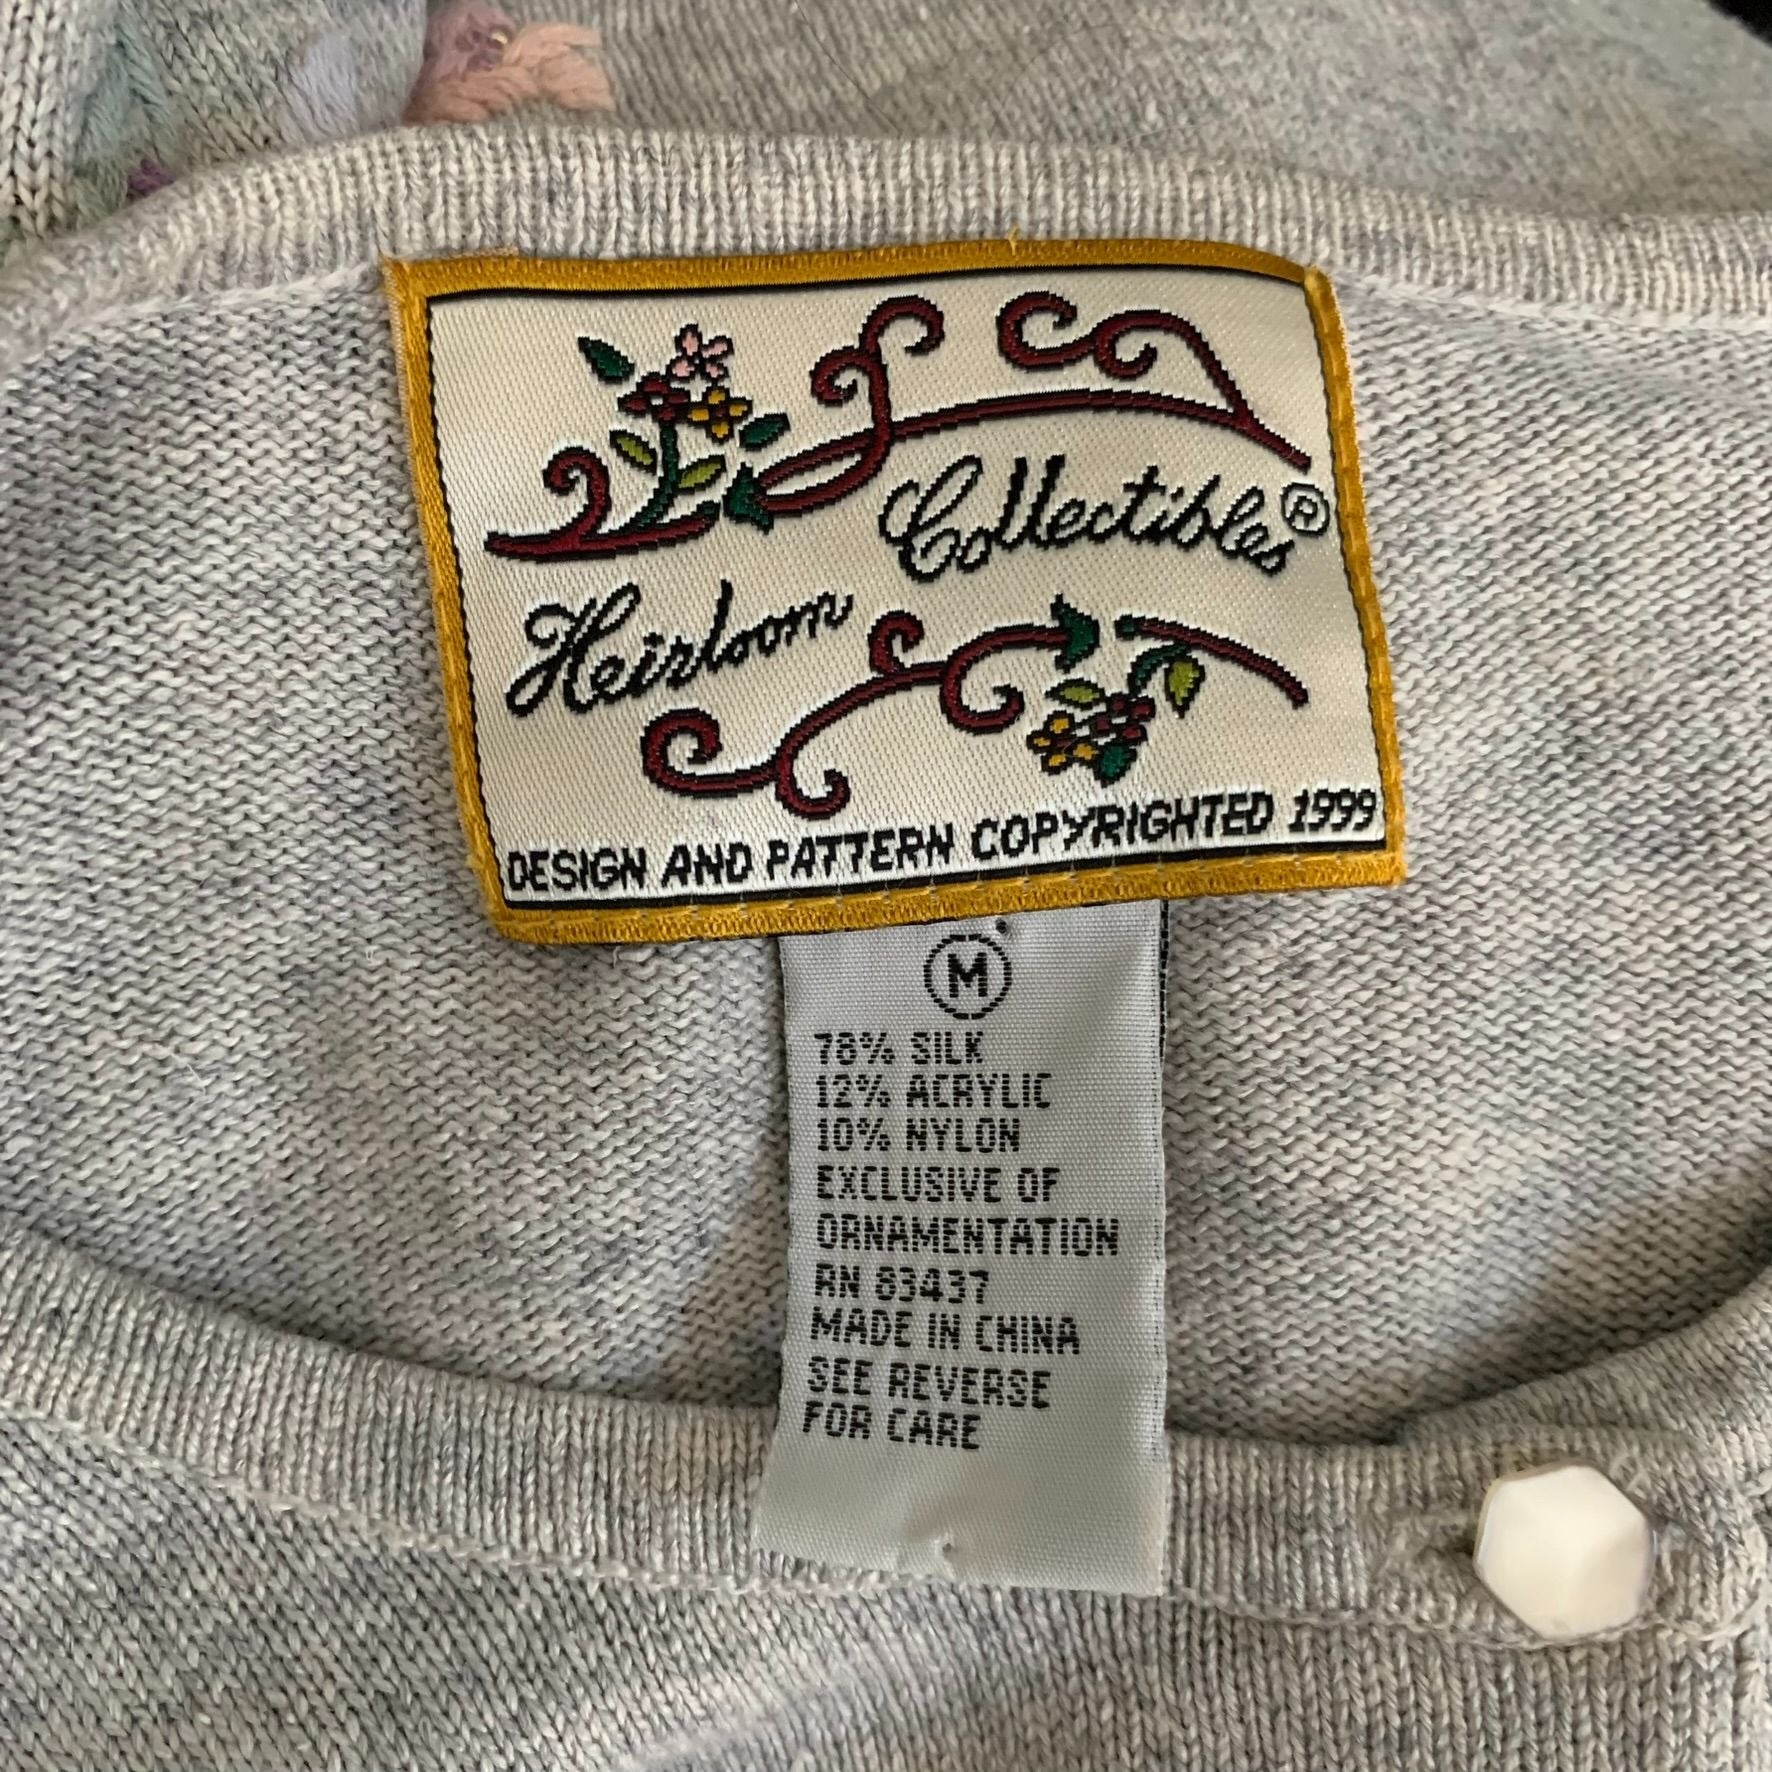 Heirloom Collectibles®
DESIGN AND PATTERN COPYRIGHTED 1999
M
78% SILK
12% ACRYLIC
10% NYLON
EXCLUSIVE OF
ORNAMENTATION
RN 83437
MADE IN CHINA
SEE REVERSE
FOR CARE